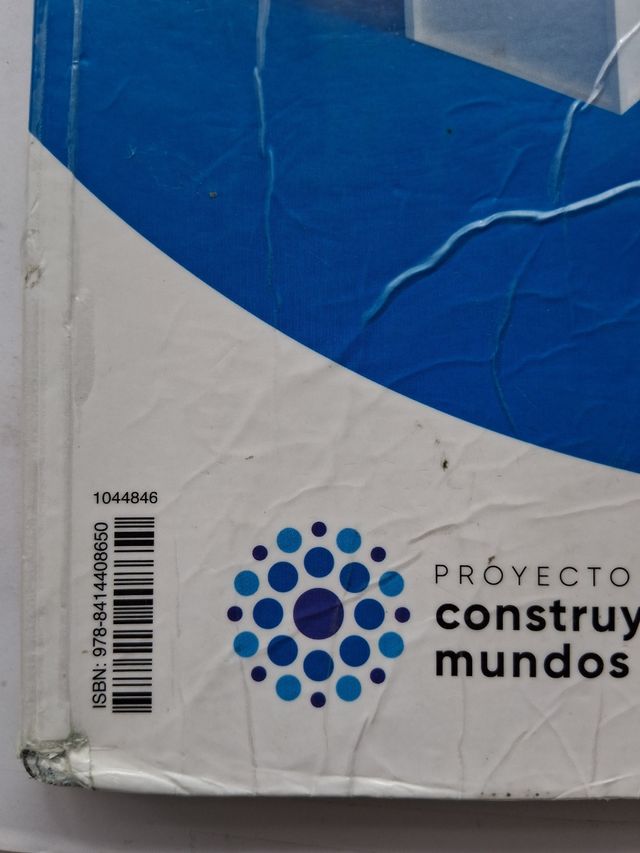 1044846
ISBN: 978-8414408650
PROYECTO
construy
mundos